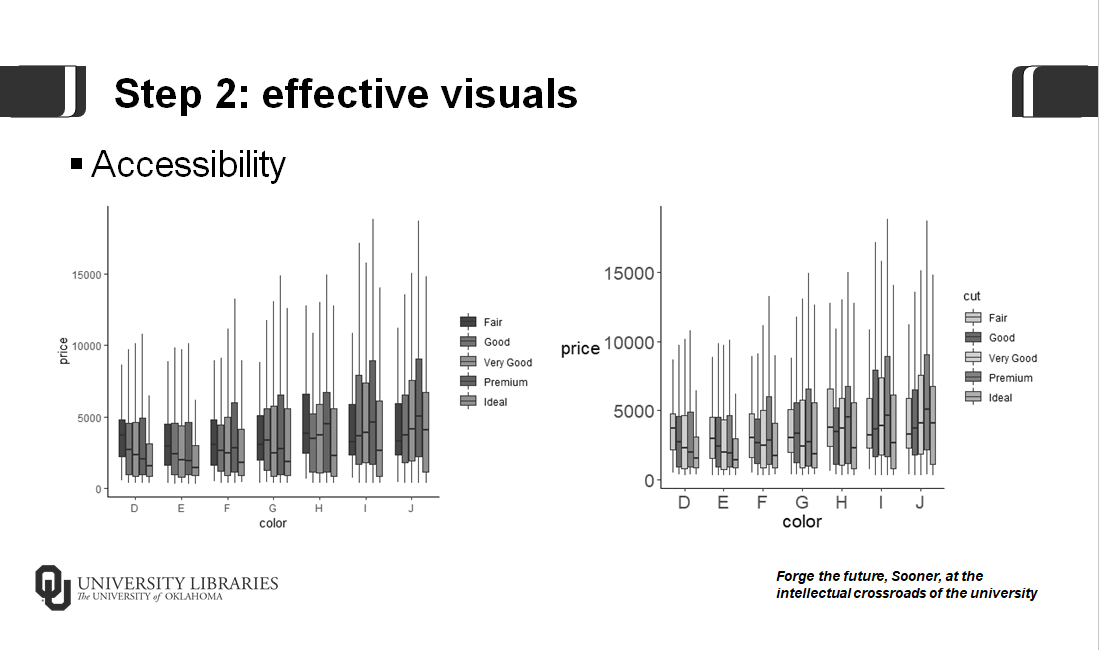 Step 2: effective visuals
▪ Accessibility
15000
10000
5000
0
price
D E F G H I J
color
Fair
Good
Very Good
Premium
Ideal
15000
10000
5000
0
price
D E F G H I J
color
cut
Fair
Good
Very Good
Premium
Ideal
OU
UNIVERSITY LIBRARIES
The UNIVERSITY of OKLAHOMA
Forge the future, Sooner, at the
intellectual crossroads of the university